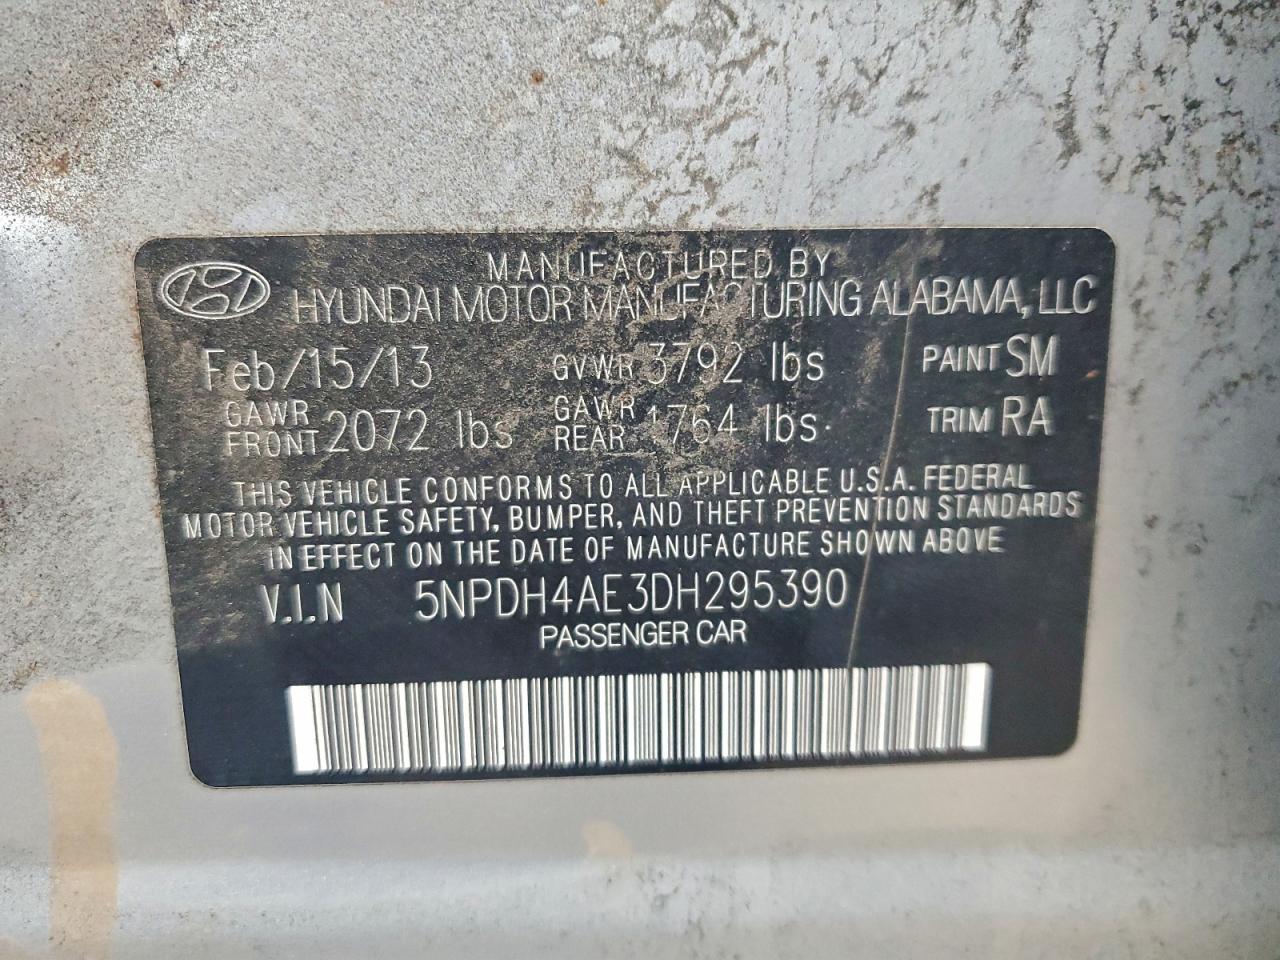 MANUFACTURED BY
HYUNDAI MOTOR MANUFACTURING ALABAMA, LLC
Feb/15/13 GVWR 3792 lbs PAINT SM
GAWR FRONT 2072 lbs GAWR REAR 1764 lbs. TRIM RA
THIS VEHICLE CONFORMS TO ALL APPLICABLE U.S.A. FEDERAL
MOTOR VEHICLE SAFETY, BUMPER, AND THEFT PREVENTION STANDARDS
IN EFFECT ON THE DATE OF MANUFACTURE SHOWN ABOVE
V.I.N 5NPDH4AE3DH295390
PASSENGER CAR